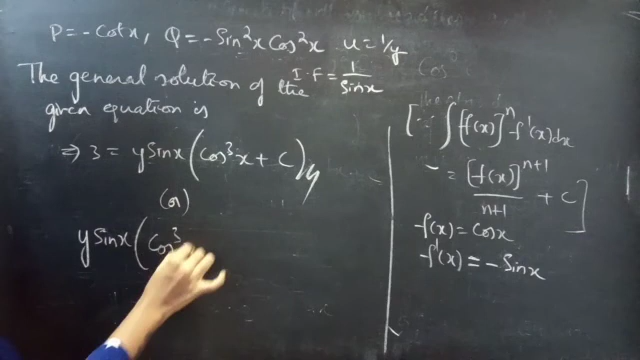 P = -Cotx, Q = -Sin²x Cos²x u = 1/y
The general solution of the I.F = 1/Sinx
given equation is
⇒ 3 = y Sinx (Cos³x + C)
(or)
y Sinx (Cos³
[∵ ∫ [f(x)]ⁿ f'(x) dx
= [f(x)]ⁿ⁺¹ / n+1 + C]
f(x) = Cosx
f'(x) = -Sinx